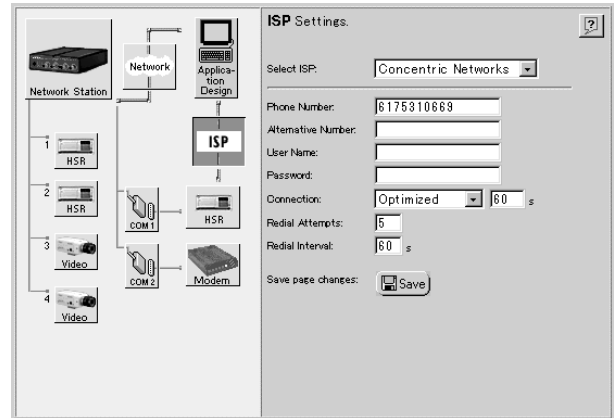 Network Station
Network
Applica-
tion
Design
ISP
1
HSR
2
HSR
3
Video
4
Video
COM 1
HSR
COM 2
Modem
ISP Settings.
?
Select ISP: Concentric Networks
Phone Number: 6175310669
Alternative Number:
User Name:
Password:
Connection: Optimized 60 s
Redial Attempts: 5
Redial Interval: 60 s
Save page changes: Save